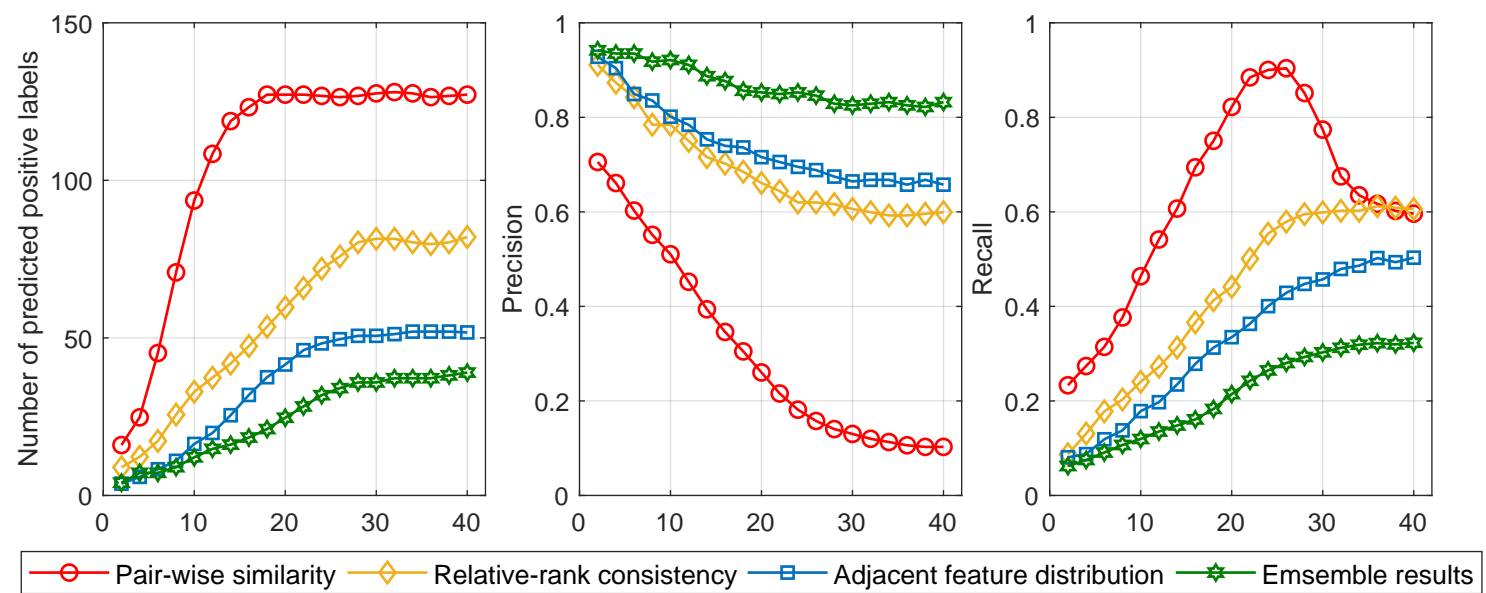 Number of predicted positive labels
150
100
50
0
0 10 20 30 40
Precision
1
0.8
0.6
0.4
0.2
0
0 10 20 30 40
Recall
1
0.8
0.6
0.4
0.2
0
0 10 20 30 40
Pair-wise similarity Relative-rank consistency Adjacent feature distribution Emsemble results